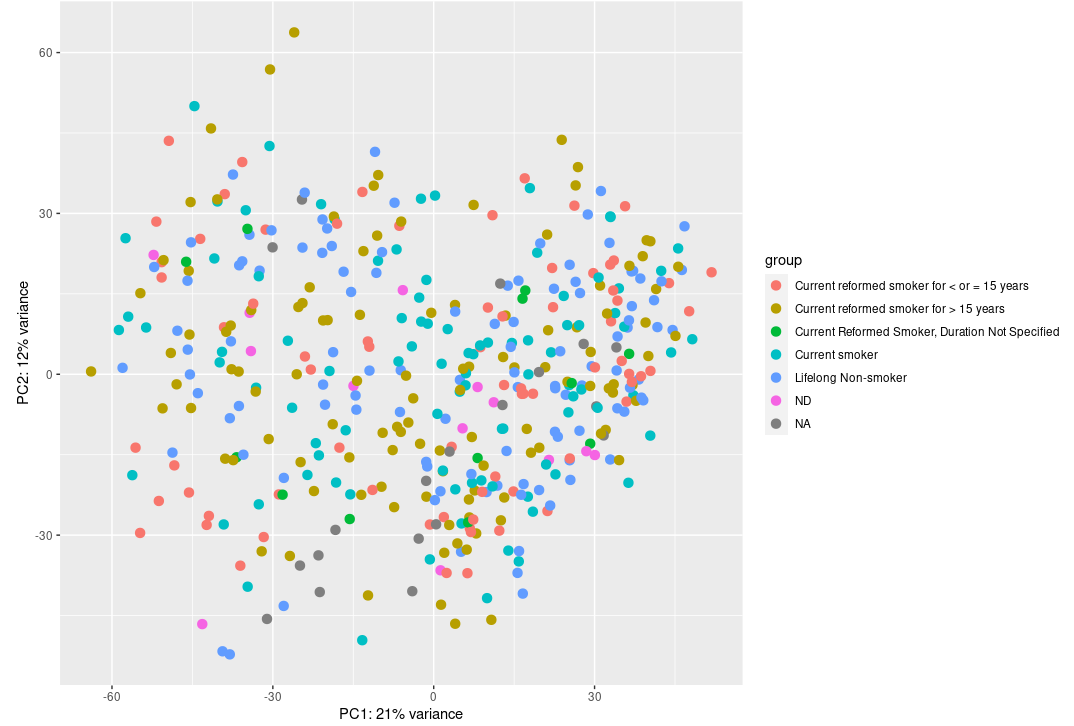 60
30
0
-30
PC2: 12% variance
-60
-30
0
30
PC1: 21% variance
group
Current reformed smoker for < or = 15 years
Current reformed smoker for > 15 years
Current Reformed Smoker, Duration Not Specified
Current smoker
Lifelong Non-smoker
ND
NA